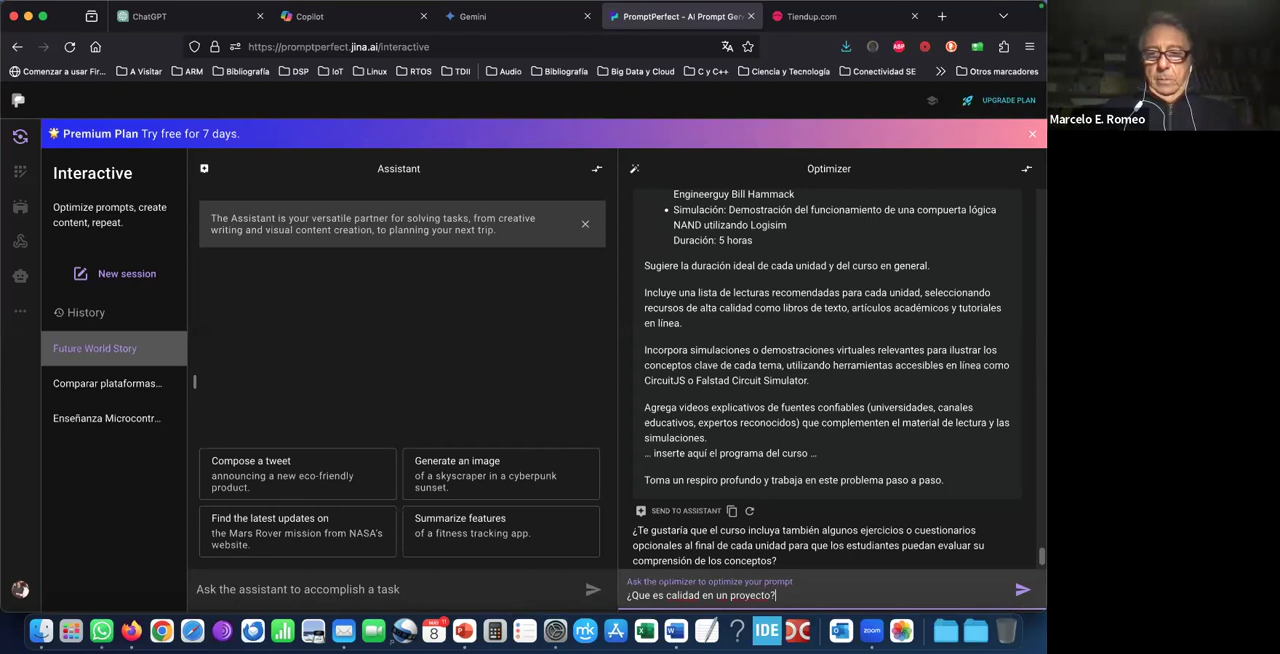 ChatGPT
Copilot
Gemini
PromptPerfect - AI Prompt Gen
Tiendup.com
https://promptperfect.jina.ai/interactive
Comenzar a usar Fir...
A Visitar
ARM
Bibliografía
DSP
IoT
Linux
RTOS
TDII
Audio
Bibliografía
Big Data y Cloud
C y C++
Ciencia y Tecnología
Conectividad SE
Otros marcadores
UPGRADE PLAN
Premium Plan Try free for 7 days.
Interactive
Optimize prompts, create
content, repeat.
New session
History
Future World Story
Comparar plataformas...
Enseñanza Microcontr...
Assistant
The Assistant is your versatile partner for solving tasks, from creative
writing and visual content creation, to planning your next trip.
Compose a tweet
announcing a new eco-friendly
product.
Generate an image
of a skyscraper in a cyberpunk
sunset.
Find the latest updates on
the Mars Rover mission from NASA's
website.
Summarize features
of a fitness tracking app.
Ask the assistant to accomplish a task
Optimizer
Engineerguy Bill Hammack
• Simulación: Demostración del funcionamiento de una compuerta lógica
NAND utilizando Logisim
Duración: 5 horas
Sugiere la duración ideal de cada unidad y del curso en general.
Incluye una lista de lecturas recomendadas para cada unidad, seleccionando
recursos de alta calidad como libros de texto, artículos académicos y tutoriales
en línea.
Incorpora simulaciones o demostraciones virtuales relevantes para ilustrar los
conceptos clave de cada tema, utilizando herramientas accesibles en línea como
CircuitJS o Falstad Circuit Simulator.
Agrega videos explicativos de fuentes confiables (universidades, canales
educativos, expertos reconocidos) que complementen el material de lectura y las
simulaciones.
... inserte aquí el programa del curso ...
Toma un respiro profundo y trabaja en este problema paso a paso.
SEND TO ASSISTANT
¿Te gustaría que el curso incluya también algunos ejercicios o cuestionarios
opcionales al final de cada unidad para que los estudiantes puedan evaluar su
comprensión de los conceptos?
Ask the optimizer to optimize your prompt
¿Que es calidad en un proyecto?
Marcelo E. Romeo
ABP
8
IDE
zoom